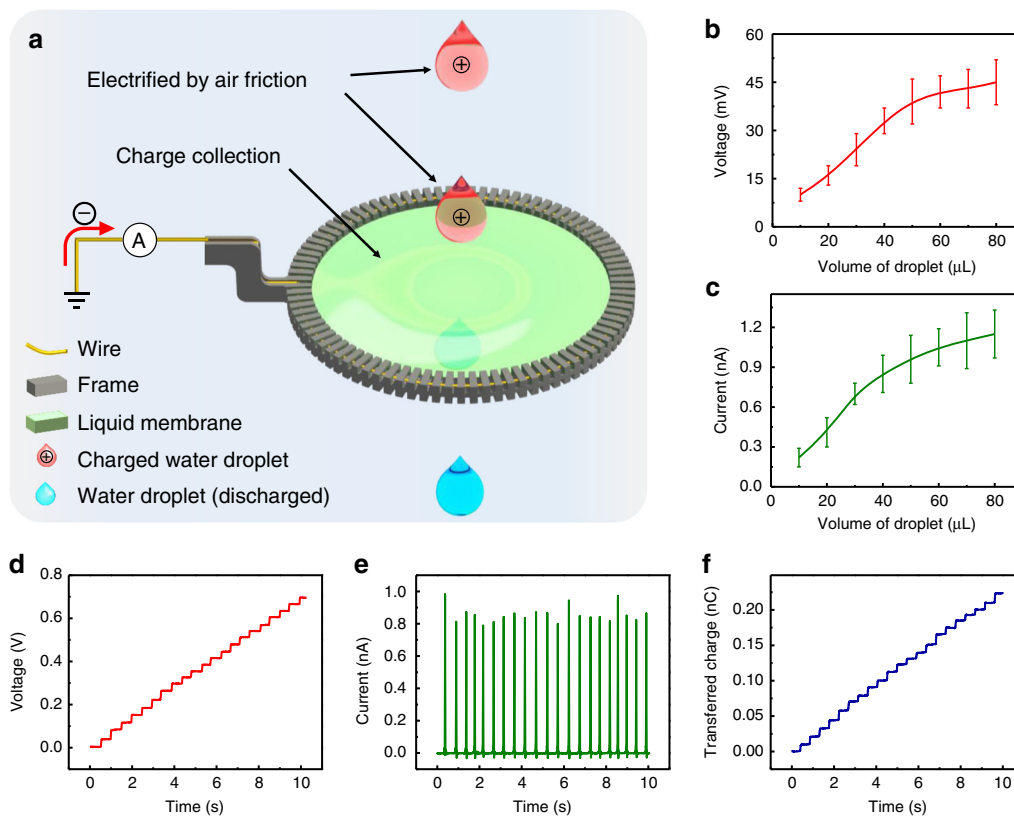 a
Electrified by air friction
Charge collection
A
Wire
Frame
Liquid membrane
Charged water droplet
Water droplet (discharged)
b
60
45
30
15
0
Voltage (mV)
0 20 40 60 80
Volume of droplet (μL)
c
1.2
0.9
0.6
0.3
0.0
Current (nA)
0 20 40 60 80
Volume of droplet (μL)
d
0.8
0.6
0.4
0.2
0.0
Voltage (V)
0 2 4 6 8 10
Time (s)
e
1.0
0.8
0.6
0.4
0.2
0.0
Current (nA)
0 2 4 6 8 10
Time (s)
f
0.20
0.15
0.10
0.05
0.00
Transferred charge (nC)
0 2 4 6 8 10
Time (s)